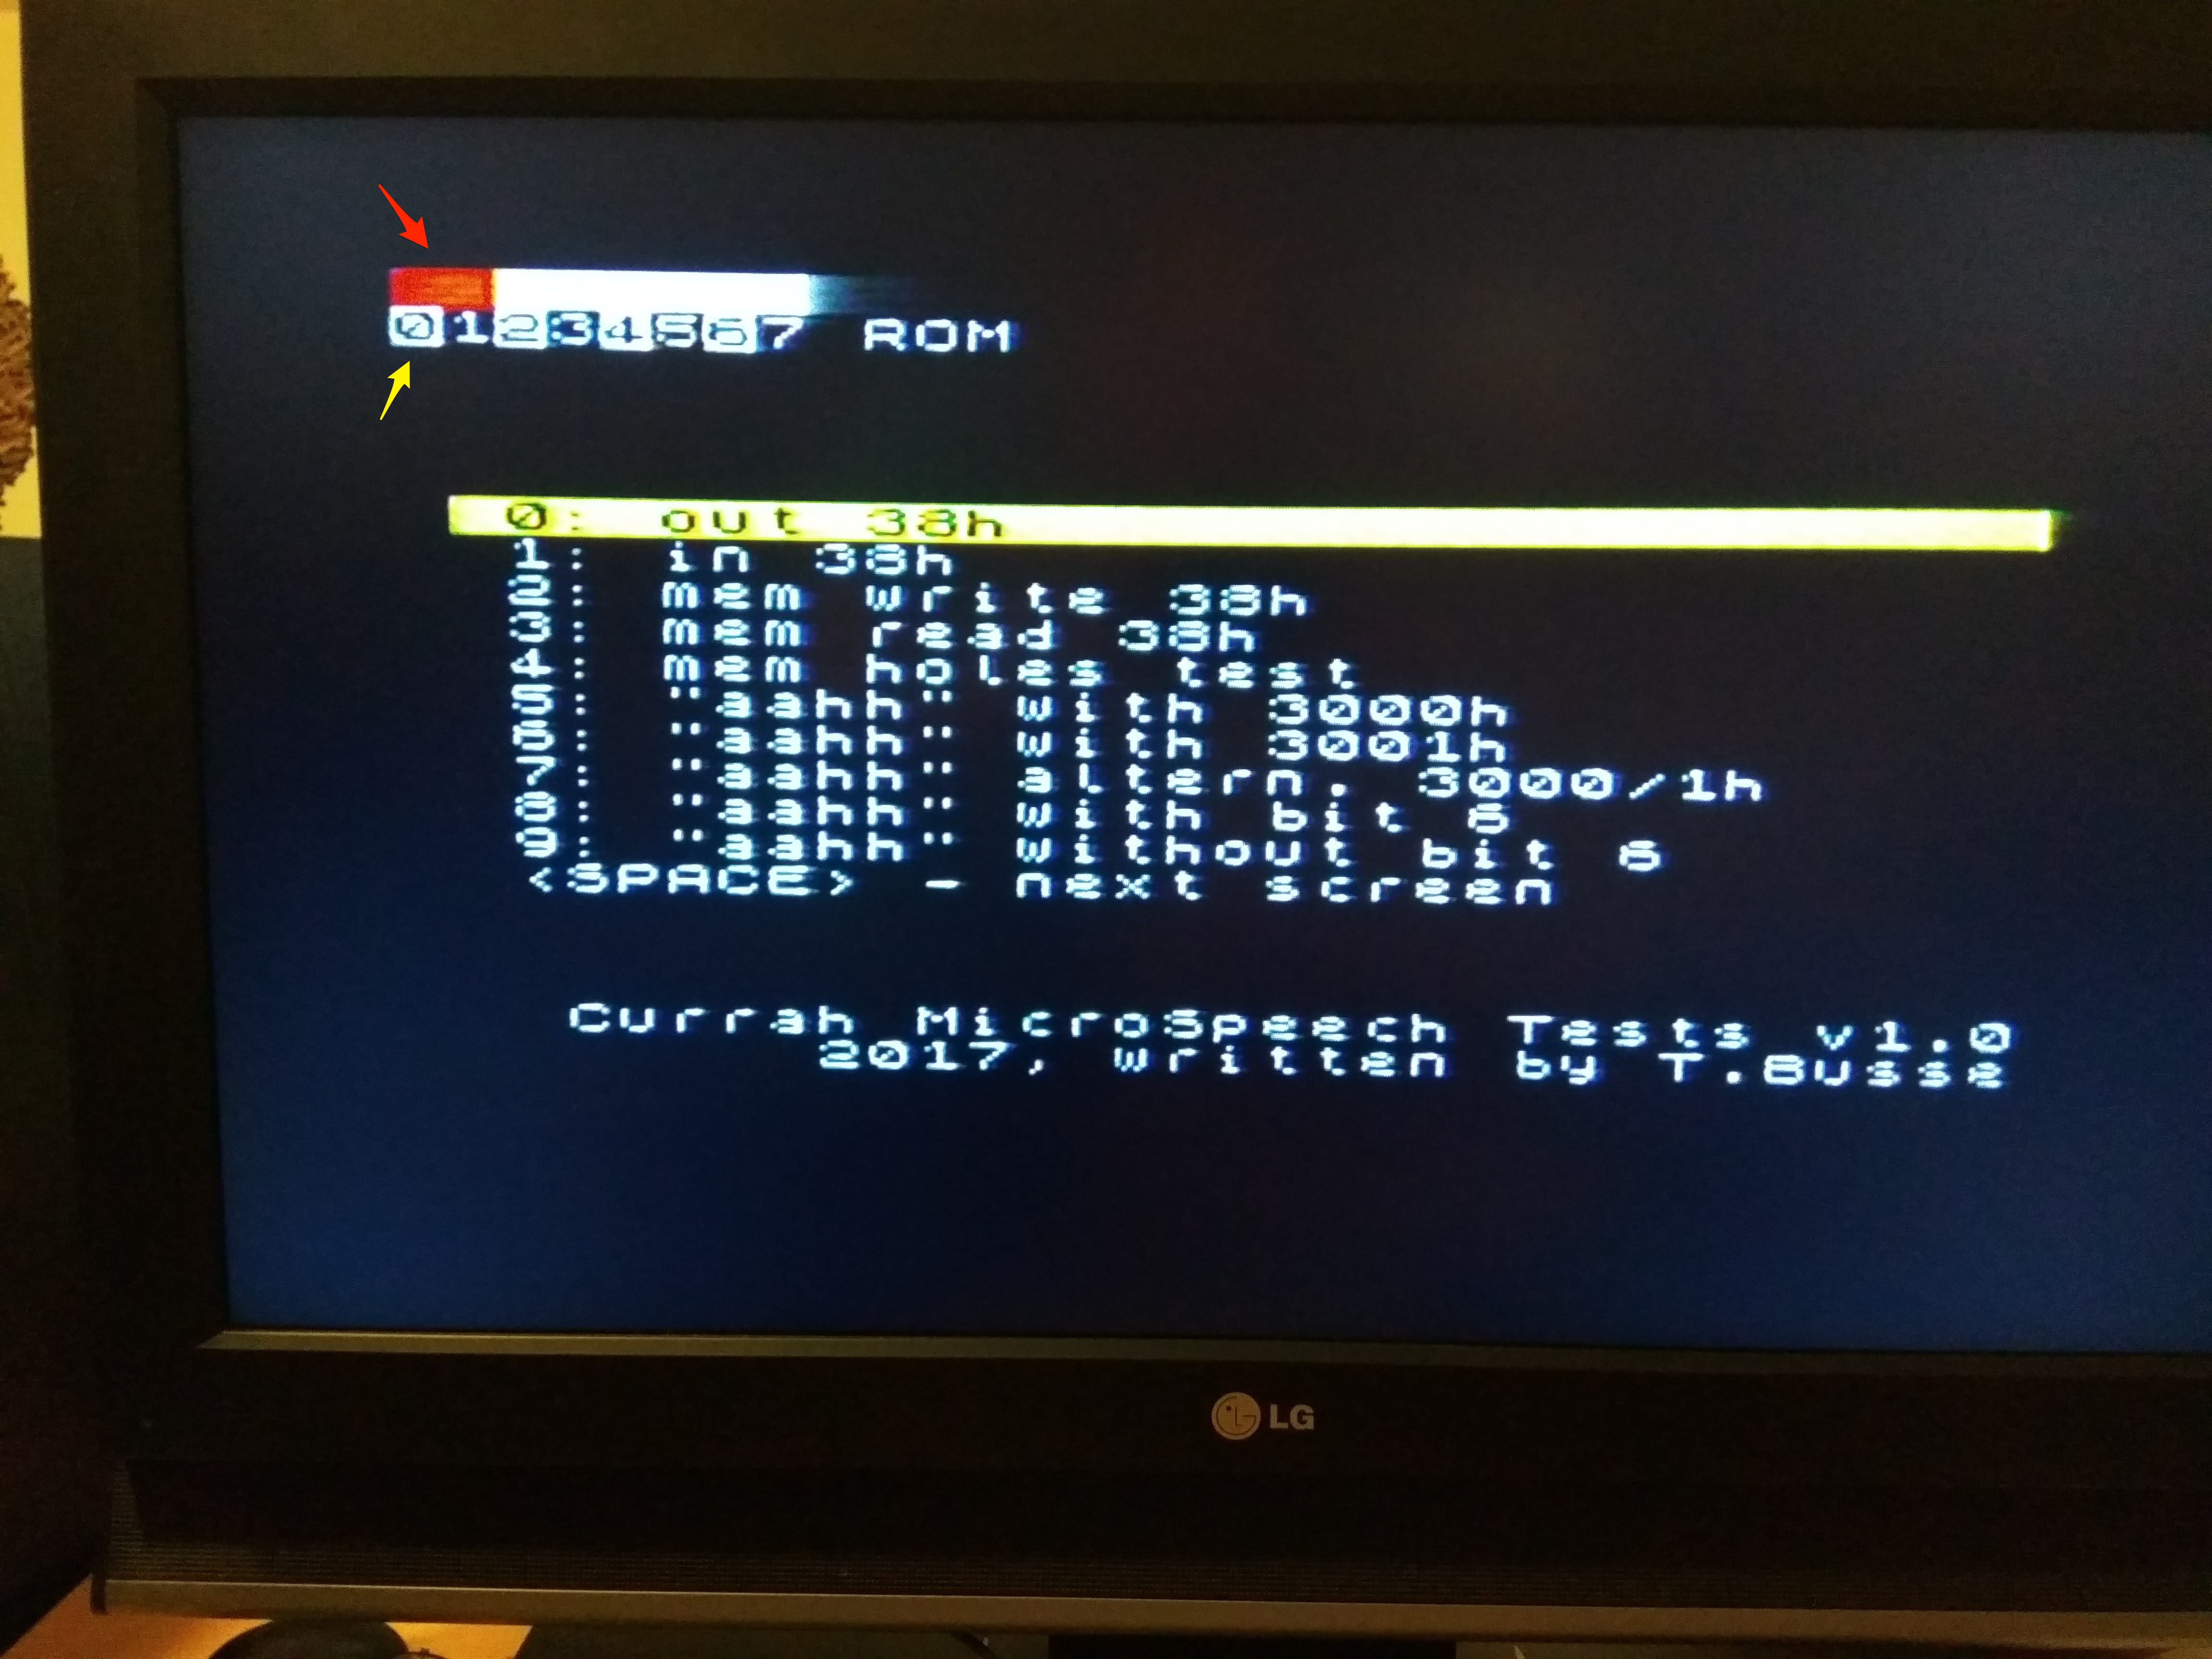 01234567 ROM
0: out 38h
1: in 38h
2: mem write 38h
3: mem read 38h
4: mem holes test
5: "aahh" with 3000h
6: "aahh" with 3001h
7: "aahh" altern. 3000/1h
8: "aahh" with bit 6
9: "aahh" without bit 6
<SPACE> - next screen
Currah MicroSpeech Tests v1.0
2017, written by T.Busse
LG